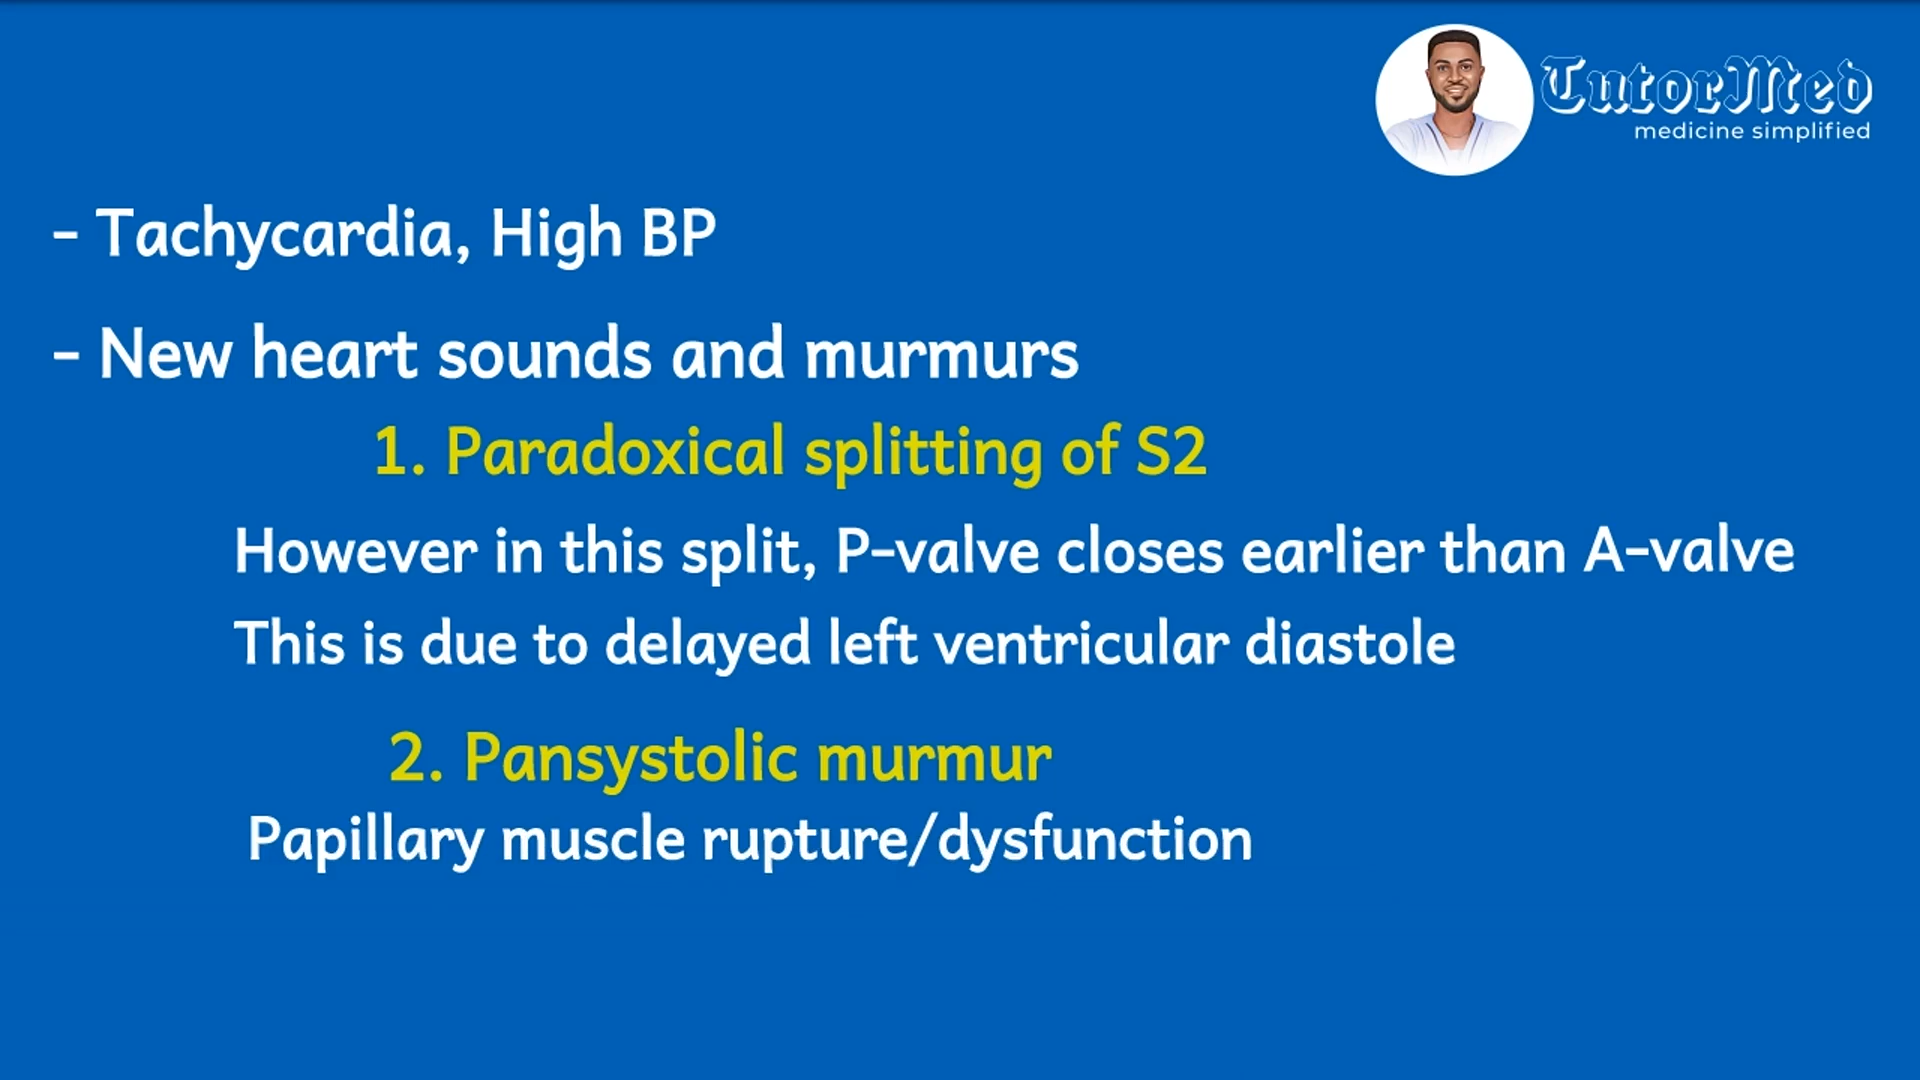 TutorMed
medicine simplified
- Tachycardia, High BP
- New heart sounds and murmurs
1. Paradoxical splitting of S2
However in this split, P-valve closes earlier than A-valve
This is due to delayed left ventricular diastole
2. Pansystolic murmur
Papillary muscle rupture/dysfunction